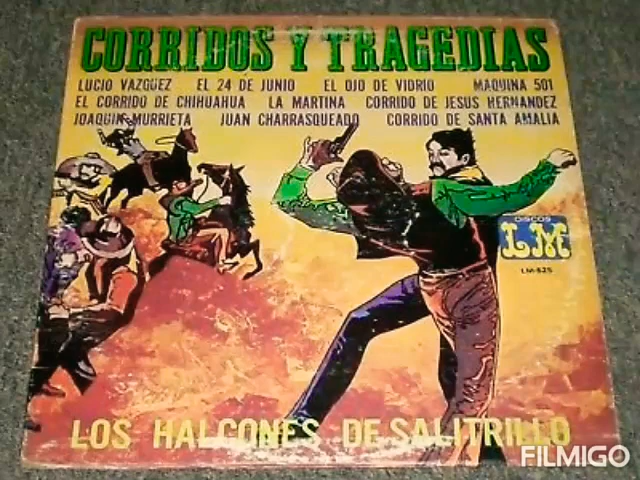 CORRIDOS Y TRAGEDIAS
LUCIO VAZGUEZ EL 24 DE JUNIO EL OJO DE VIDRIO MAQUINA 501
EL CORRIDO DE CHIHUAHUA LA MARTINA CORRIDO DE JESUS HERNANDEZ
JOAQUIN MURRIETA JUAN CHARRASQUEADO CORRIDO DE SANTA AMALIA
DISCOS
LM
LM-625
LOS HALCONES DE SALITRILLO
FILMIGO